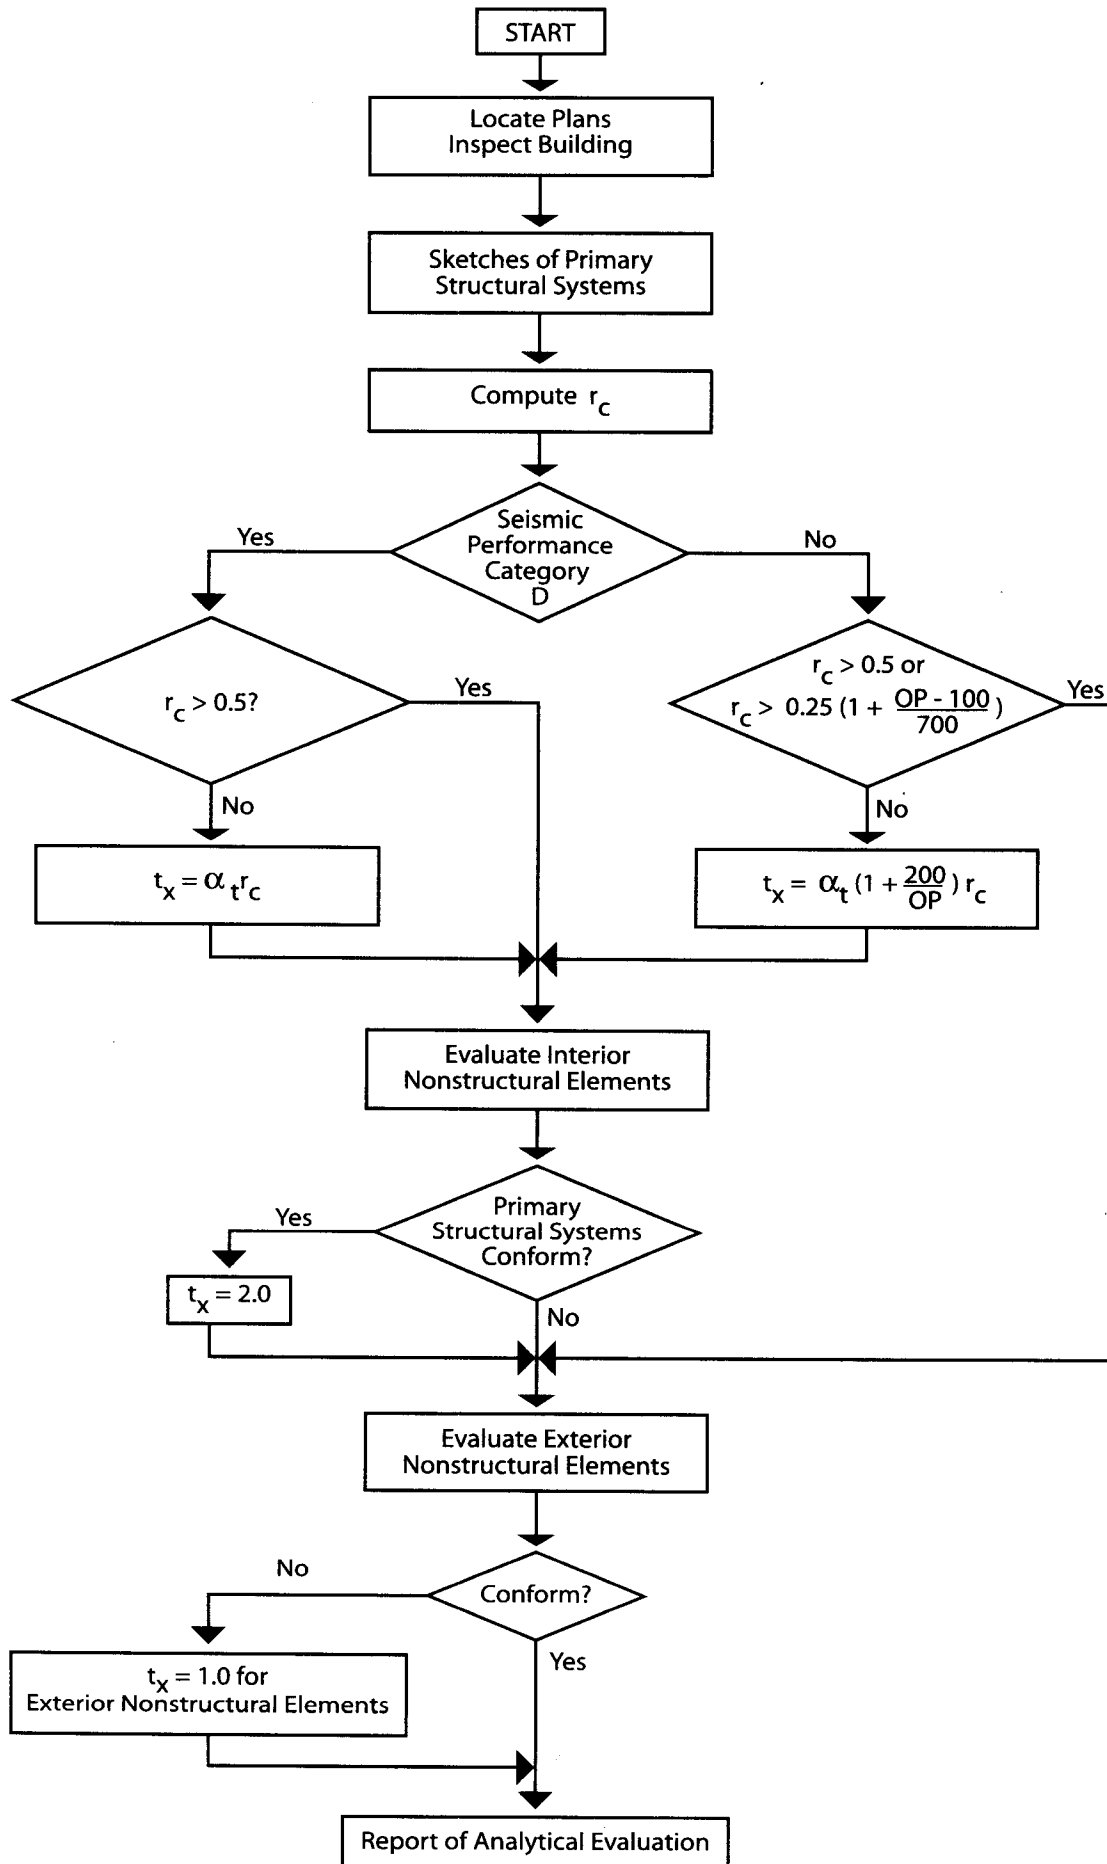 START
Locate Plans
Inspect Building
Sketches of Primary
Structural Systems
Compute r_c
Seismic
Performance
Category
D
Yes
No
r_c > 0.5?
Yes
No
r_c > 0.5 or
r_c > 0.25 (1 + (OP - 100)/700)
Yes
No
t_x = α_t r_c
t_x = α_t (1 + 200/OP) r_c
Evaluate Interior
Nonstructural Elements
Primary
Structural Systems
Conform?
Yes
t_x = 2.0
No
Evaluate Exterior
Nonstructural Elements
Conform?
No
Yes
t_x = 1.0 for
Exterior Nonstructural Elements
Report of Analytical Evaluation